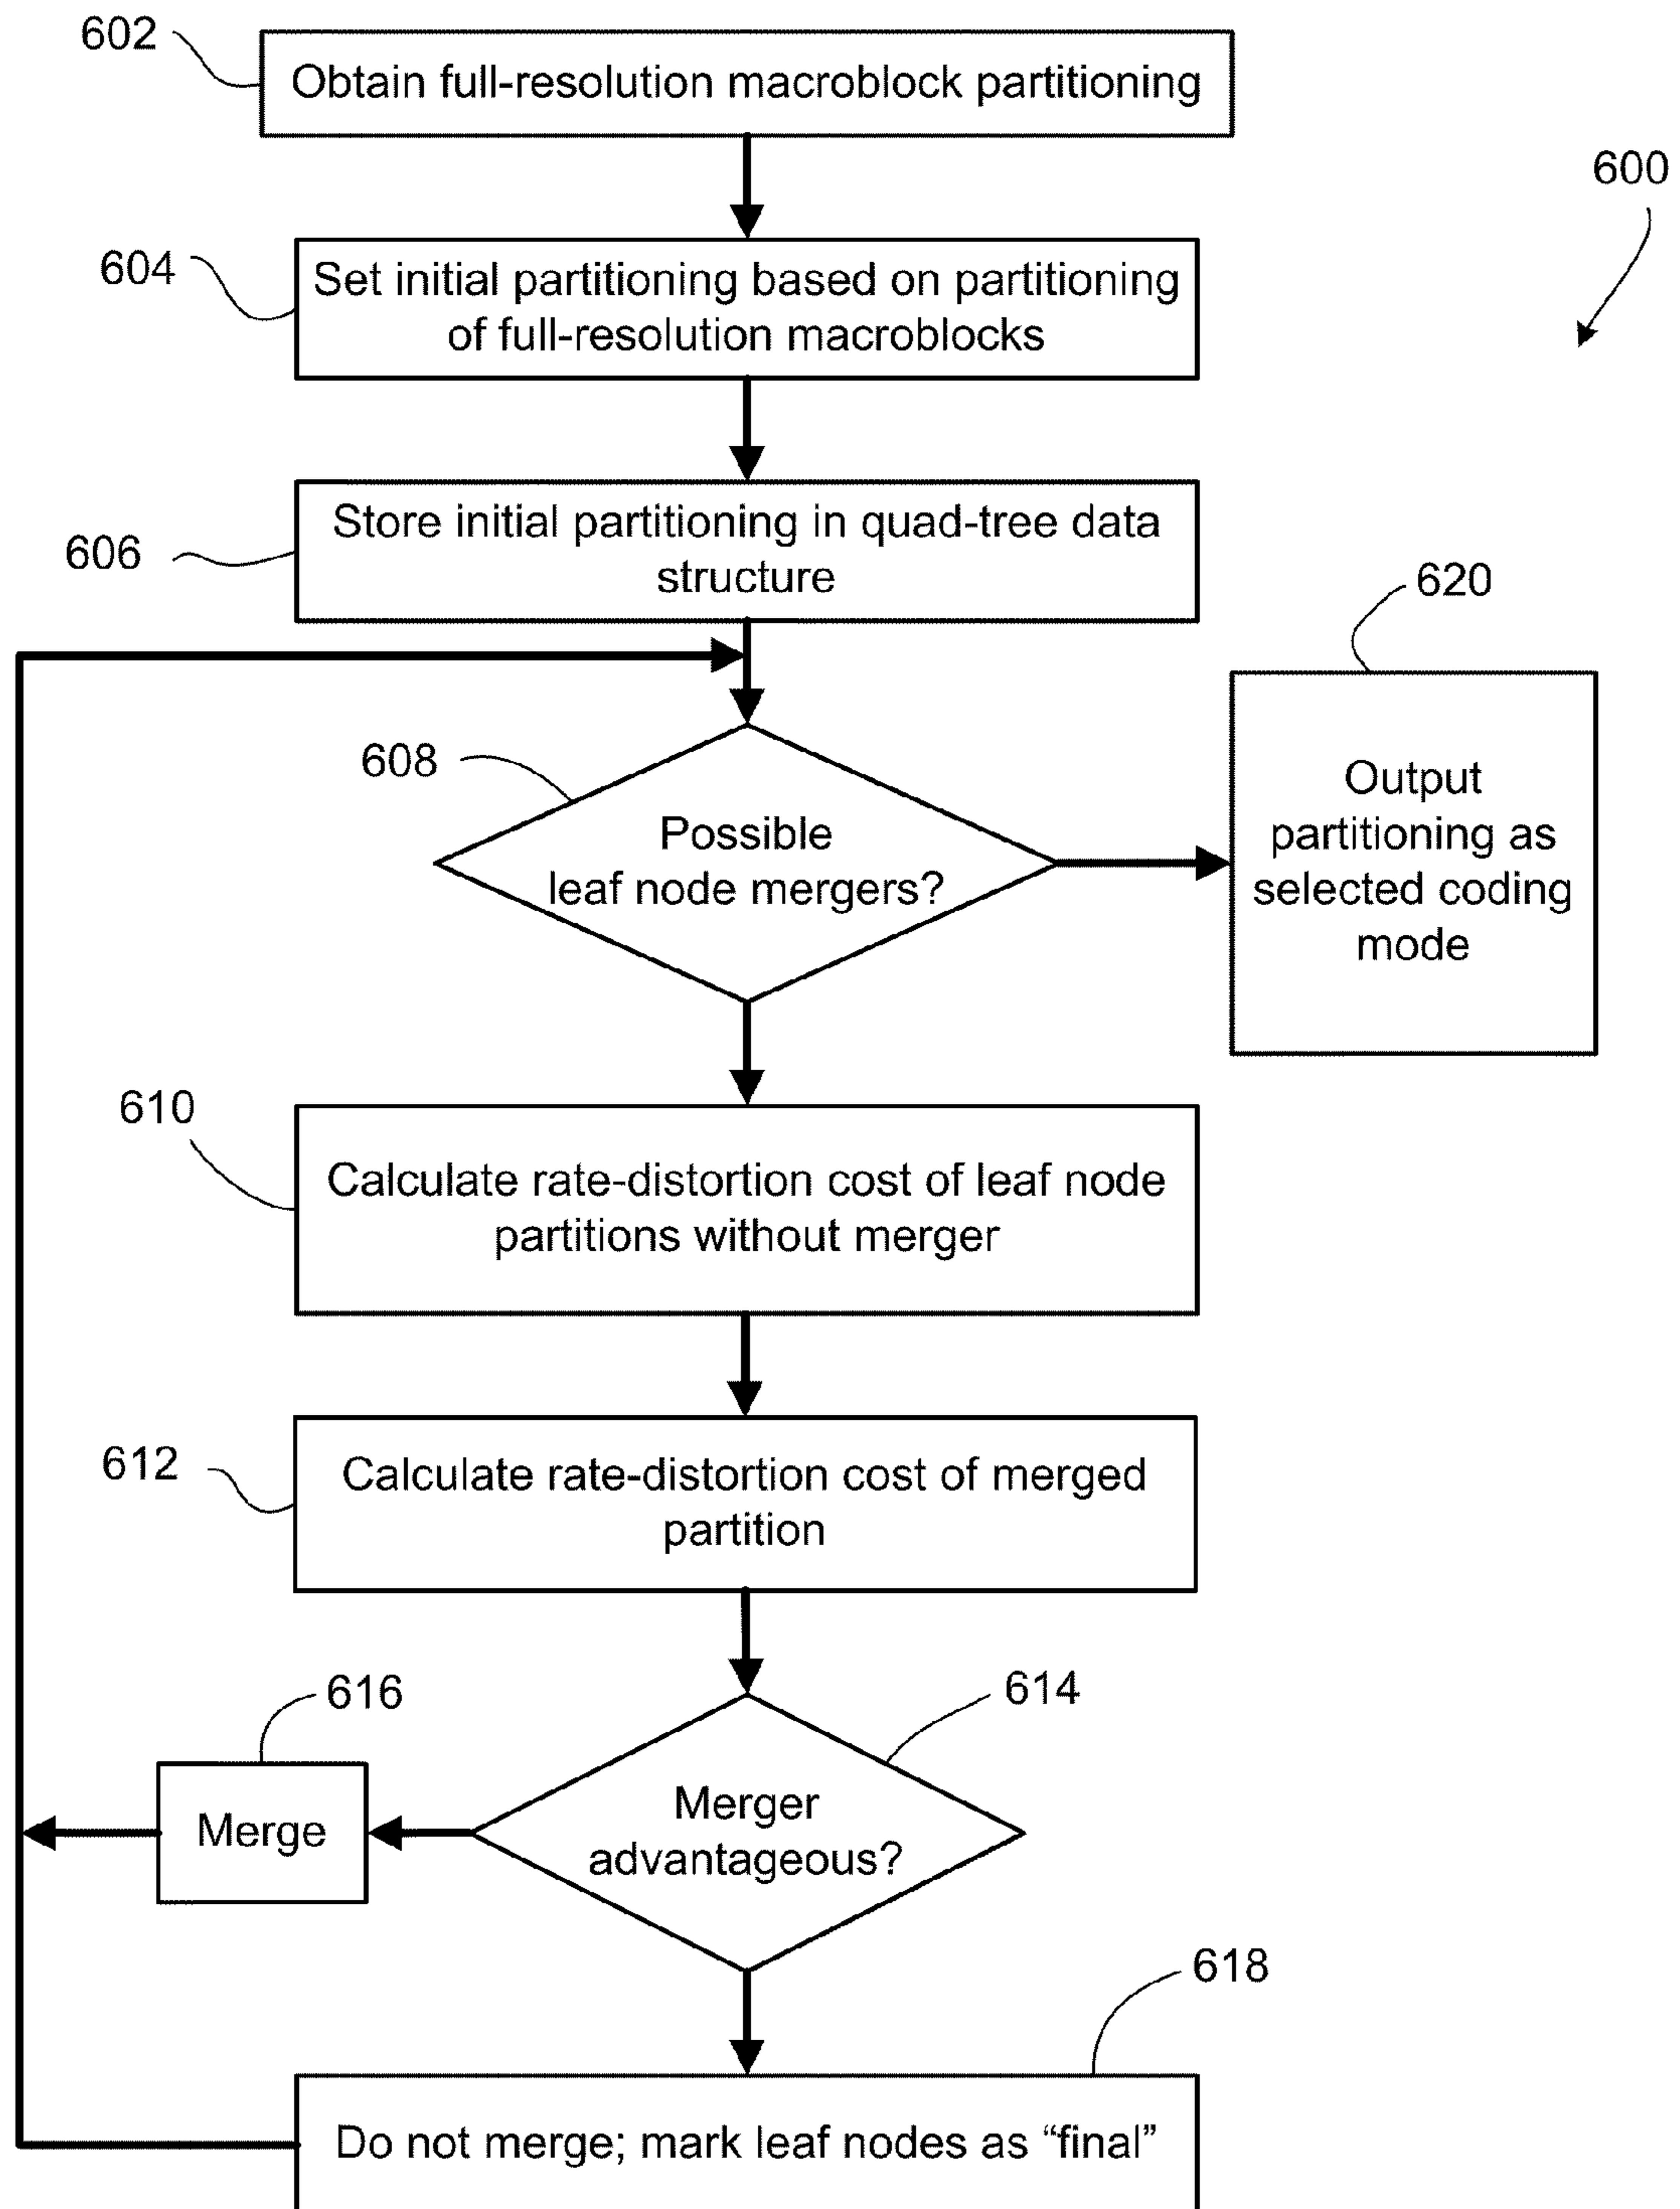 602
Obtain full-resolution macroblock partitioning
600
604
Set initial partitioning based on partitioning
of full-resolution macroblocks
606
Store initial partitioning in quad-tree data
structure
620
608
Possible
leaf node mergers?
Output
partitioning as
selected coding
mode
610
Calculate rate-distortion cost of leaf node
partitions without merger
612
Calculate rate-distortion cost of merged
partition
616
614
Merge
Merger
advantageous?
618
Do not merge; mark leaf nodes as “final”